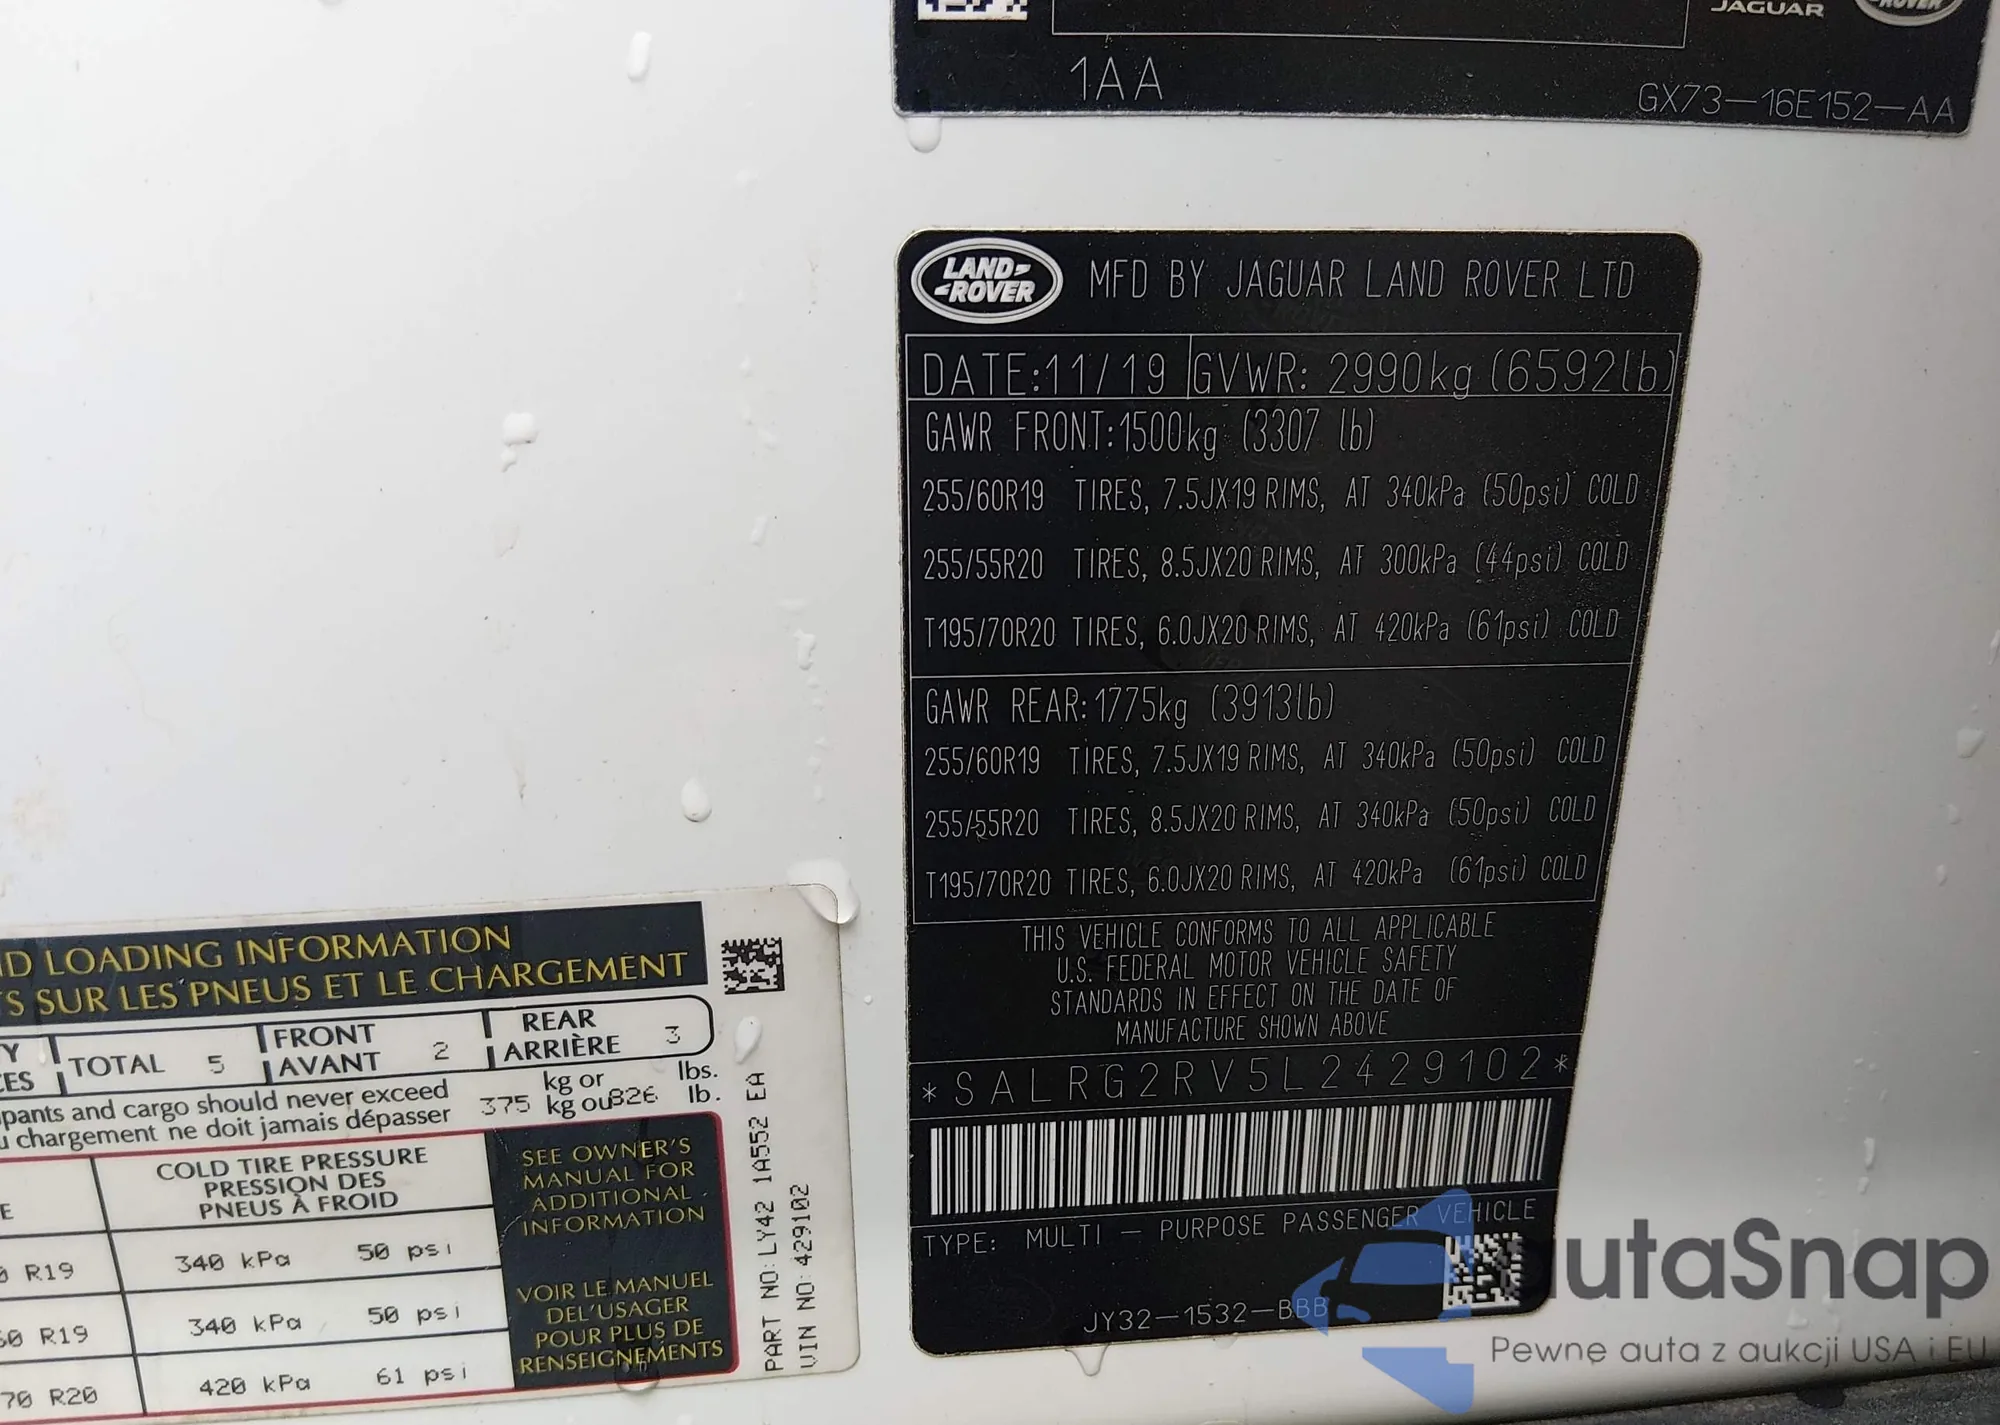 JAGUAR
ROVER
1AA
GX73-16E152-AA
LAND-
-ROVER
MFD BY JAGUAR LAND ROVER LTD
DATE:11/19 GVWR: 2990kg (6592lb)
GAWR FRONT:1500kg (3307 lb)
255/60R19 TIRES, 7.5JX19 RIMS, AT 340kPa (50psi) COLD
255/55R20 TIRES, 8.5JX20 RIMS, AT 300kPa (44psi) COLD
T195/70R20 TIRES, 6.0JX20 RIMS, AT 420kPa (61psi) COLD
GAWR REAR:1775kg (3913lb)
255/60R19 TIRES, 7.5JX19 RIMS, AT 340kPa (50psi) COLD
255/55R20 TIRES, 8.5JX20 RIMS, AT 340kPa (50psi) COLD
T195/70R20 TIRES, 6.0JX20 RIMS, AT 420kPa (61psi) COLD
THIS VEHICLE CONFORMS TO ALL APPLICABLE
U.S. FEDERAL MOTOR VEHICLE SAFETY
STANDARDS IN EFFECT ON THE DATE OF
MANUFACTURE SHOWN ABOVE
*SALRG2RV5L2429102*
TYPE: MULTI - PURPOSE PASSENGER VEHICLE
JY32-1532-BBB
LOADING INFORMATION
SUR LES PNEUS ET LE CHARGEMENT
TOTAL 5
FRONT
AVANT 2
REAR
ARRIÈRE 3
and cargo should never exceed
chargement ne doit jamais dépasser
375 kg or
kg ou 826 lbs.
lb.
COLD TIRE PRESSURE
PRESSION DES
PNEUS À FROID
R19 340 kPa 50 psi
R19 340 kPa 50 psi
70 R20 420 kPa 61 psi
SEE OWNER'S
MANUAL FOR
ADDITIONAL
INFORMATION
VOIR LE MANUEL
DE L'USAGER
POUR PLUS DE
RENSEIGNEMENTS
PART NO:LY42 1A552 EA
VIN NO:429102
autaSnap
Pewne auta z aukcji USA i EU